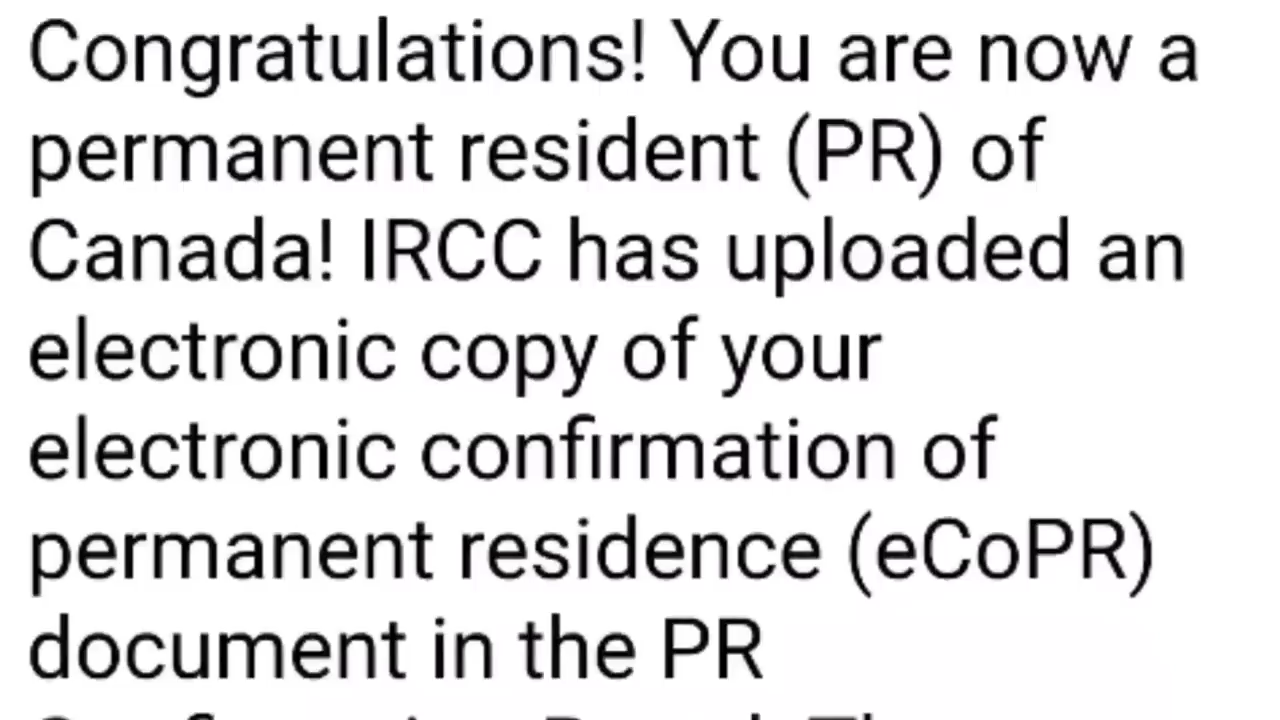 Congratulations! You are now a
permanent resident (PR) of
Canada! IRCC has uploaded an
electronic copy of your
electronic confirmation of
permanent residence (eCoPR)
document in the PR